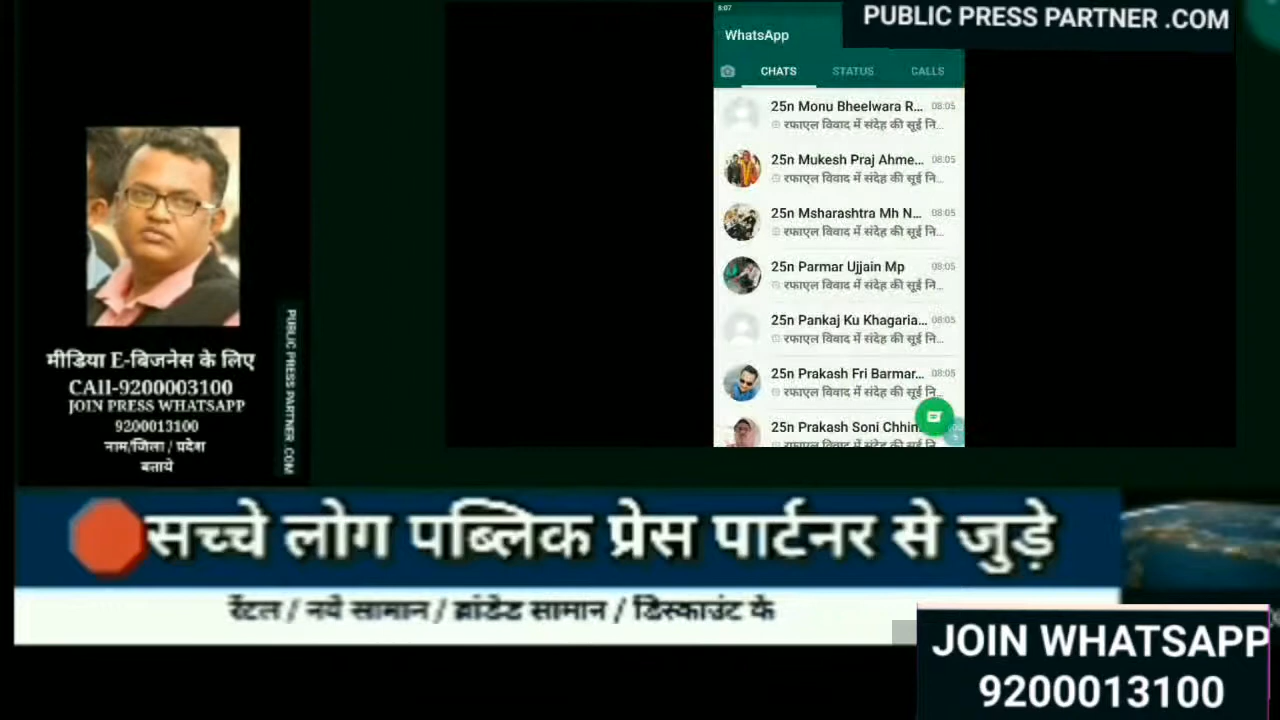 PUBLIC PRESS PARTNER .COM
6:07
WhatsApp
CHATS STATUS CALLS
25n Monu Bheelwara R... 08:05
रफाएल विवाद में संदेह की सूई नि...
25n Mukesh Praj Ahme... 08:05
रफाएल विवाद में संदेह की सूई नि...
25n Msharashtra Mh N... 08:05
रफाएल विवाद में संदेह की सूई नि...
25n Parmar Ujjain Mp 08:05
रफाएल विवाद में संदेह की सूई नि...
25n Pankaj Ku Khagaria... 08:05
रफाएल विवाद में संदेह की सूई नि...
25n Prakash Fri Barmar... 08:05
रफाएल विवाद में संदेह की सूई नि...
25n Prakash Soni Chhin
रफाएल विवाद में संदेह की सूई नि...
मीडिया E-बिजनेस के लिए
CAll-9200003100
JOIN PRESS WHATSAPP
9200013100
नाम/जिला / प्रदेश
बताये
PUBLIC PRESS PARTNER .COM
सच्चे लोग पब्लिक प्रेस पार्टनर से जुड़े
रेंटल / नये सामान / ब्रांडेड सामान / डिस्काउंट के
JOIN WHATSAPP
9200013100